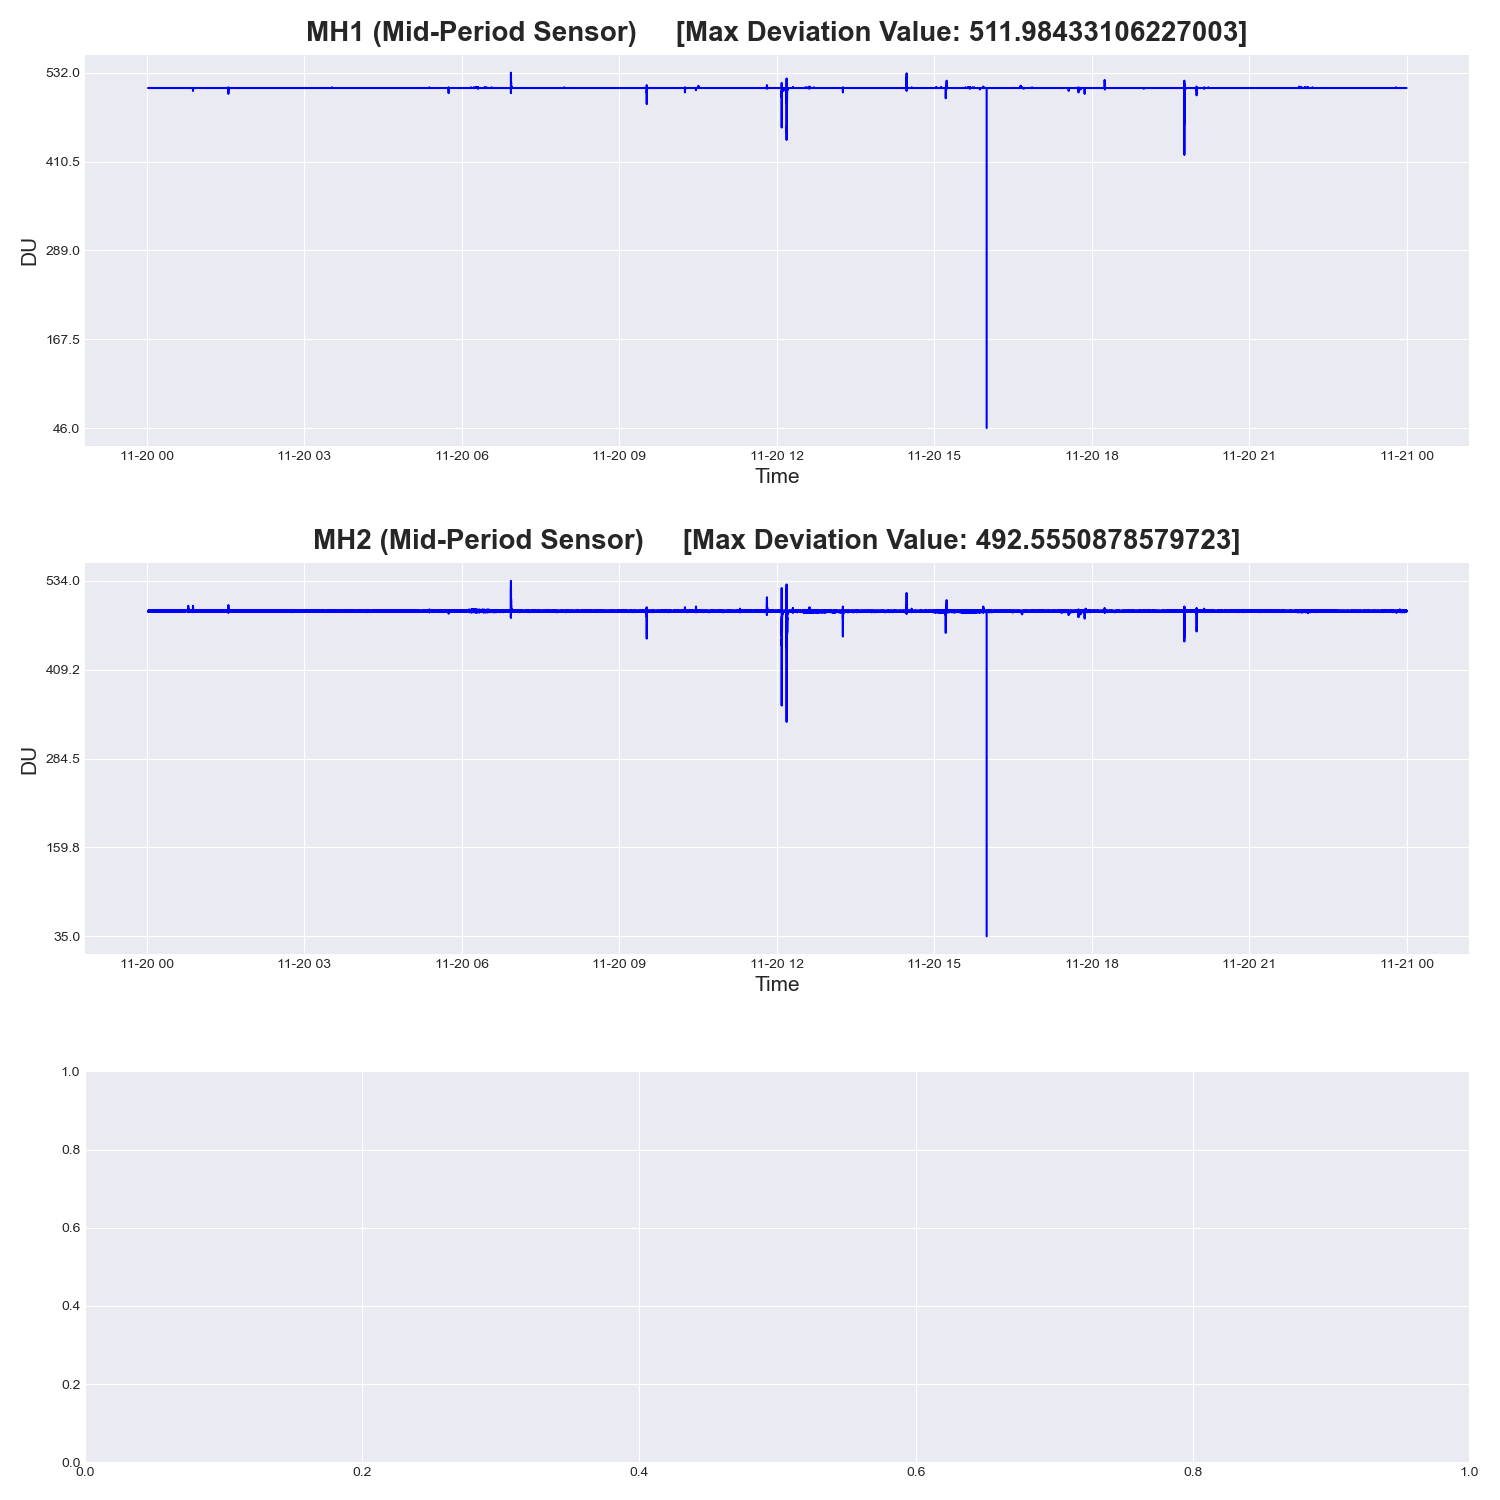 MH1 (Mid-Period Sensor) [Max Deviation Value: 511.98433106227003]
532.0
410.5
289.0
167.5
46.0
DU
11-20 00 11-20 03 11-20 06 11-20 09 11-20 12 11-20 15 11-20 18 11-20 21 11-21 00
Time
MH2 (Mid-Period Sensor) [Max Deviation Value: 492.5550878579723]
534.0
409.2
284.5
159.8
35.0
DU
11-20 00 11-20 03 11-20 06 11-20 09 11-20 12 11-20 15 11-20 18 11-20 21 11-21 00
Time
1.0
0.8
0.6
0.4
0.2
0.0
0.0 0.2 0.4 0.6 0.8 1.0